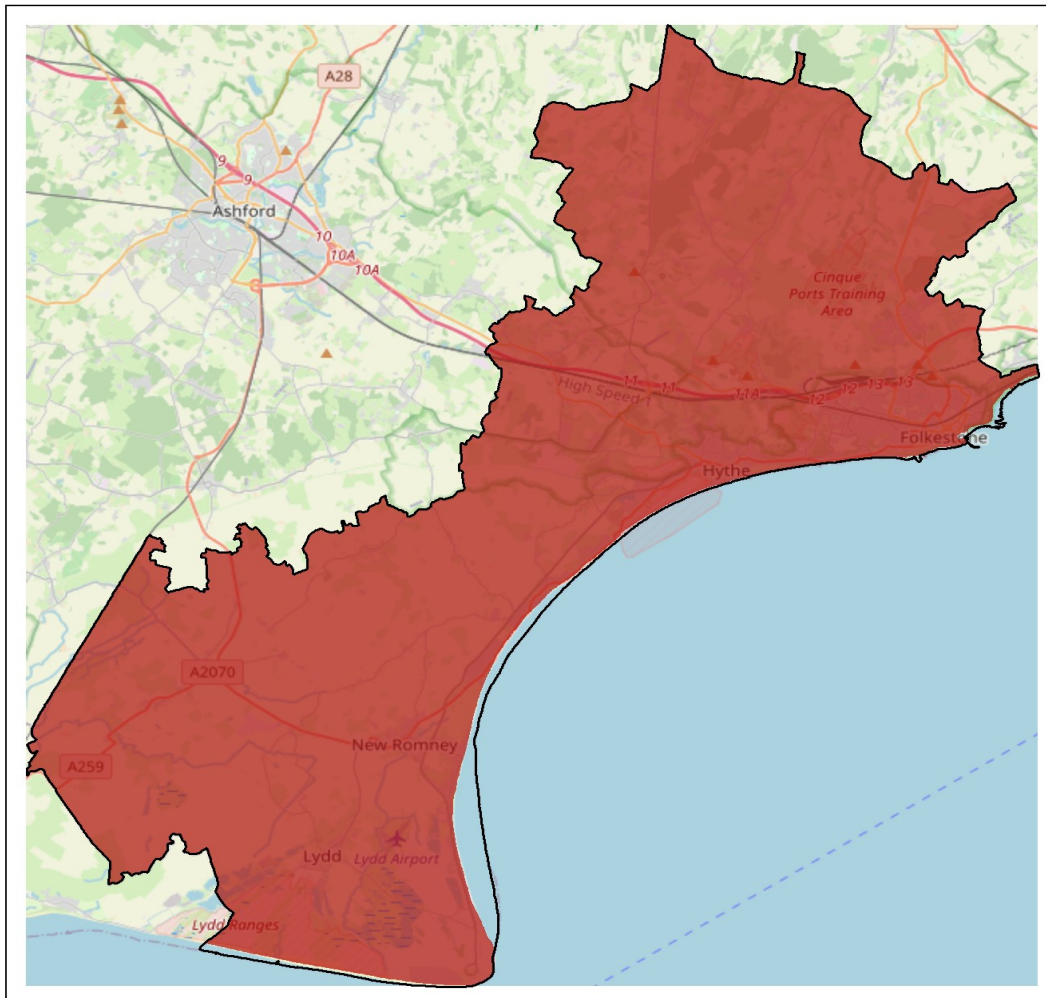 A28
9
9
Ashford
10
10A
10A
Cinque
Ports Training
Area
High Speed 1
11
11
11A
12
12
13
13
Folkestone
Hythe
A2070
New Romney
A259
Lydd
Lydd Airport
Lydd Ranges